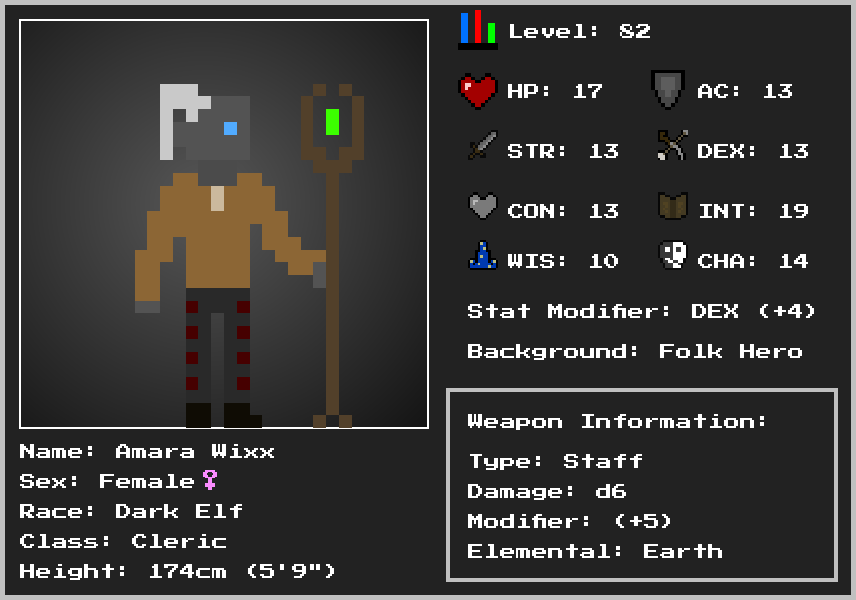 Level: 82
HP: 17 AC: 13
STR: 13 DEX: 13
CON: 13 INT: 19
WIS: 10 CHA: 14
Stat Modifier: DEX (+4)
Background: Folk Hero
Weapon Information:
Type: Staff
Damage: d6
Modifier: (+5)
Elemental: Earth
Name: Amara Wixx
Sex: Female♀
Race: Dark Elf
Class: Cleric
Height: 174cm (5'9")